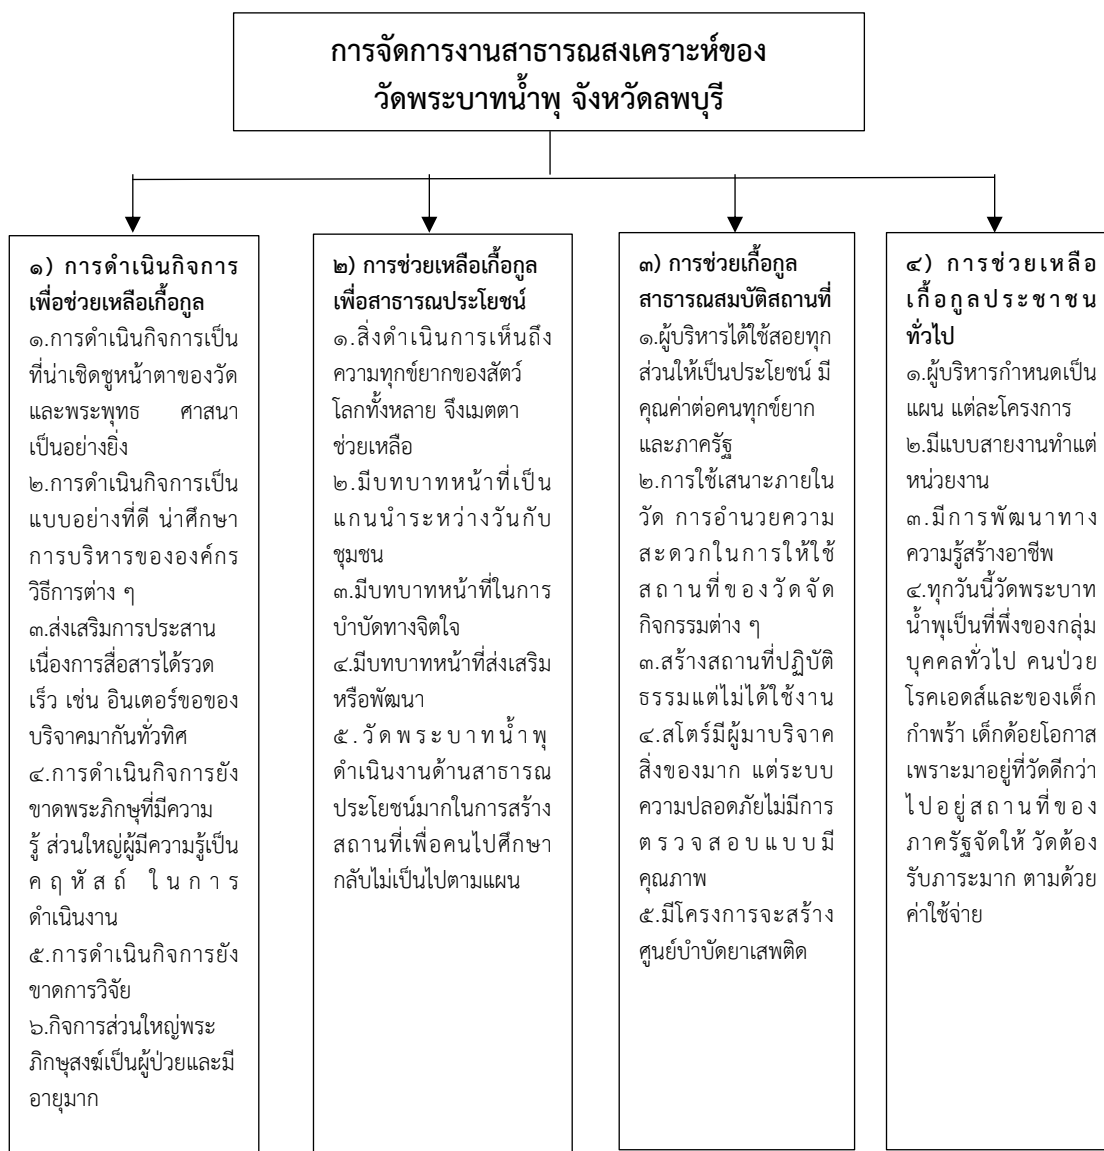 การจัดการงานสาธารณสงเคราะห์ของ
วัดพระบาทน้ำพุ จังหวัดลพบุรี
๑) การดำเนินกิจการ
เพื่อช่วยเหลือเกื้อกูล
๑.การดำเนินกิจการเป็น
ที่น่าเชิดชูหน้าตาของวัด
และพระพุทธ ศาสนา
เป็นอย่างยิ่ง
๒.การดำเนินกิจการเป็น
แบบอย่างที่ดี น่าศึกษา
การบริหารขององค์กร
วิธีการต่าง ๆ
๓.ส่งเสริมการประสาน
เนื่องการสื่อสารได้รวด
เร็ว เช่น อินเตอร์ขอของ
บริจาคมากันทั่วทิศ
๔.การดำเนินกิจการยัง
ขาดพระภิกษุที่มีความ
รู้ ส่วนใหญ่ผู้มีความรู้เป็น
คฤหัสถ์ ในการ
ดำเนินงาน
๕.การดำเนินกิจการยัง
ขาดการวิจัย
๖.กิจการส่วนใหญ่พระ
ภิกษุสงฆ์เป็นผู้ป่วยและมี
อายุมาก
๒) การช่วยเหลือเกื้อกูล
เพื่อสาธารณประโยชน์
๑.สิ่งดำเนินการเห็นถึง
ความทุกข์ยากของสัตว์
โลกทั้งหลาย จึงเมตตา
ช่วยเหลือ
๒.มีบทบาทหน้าที่เป็น
แกนนำระหว่างวันกับ
ชุมชน
๓.มีบทบาทหน้าที่ในการ
บำบัดทางจิตใจ
๔.มีบทบาทหน้าที่ส่งเสริม
หรือพัฒนา
๕.วัดพระบาทน้ำพุ
ดำเนินงานด้านสาธารณ
ประโยชน์มากในการสร้าง
สถานที่เพื่อคนไปศึกษา
กลับไม่เป็นไปตามแผน
๓) การช่วยเกื้อกูล
สาธารณสมบัติสถานที่
๑.ผู้บริหารได้ใช้สอยทุก
ส่วนให้เป็นประโยชน์ มี
คุณค่าต่อคนทุกข์ยาก
และภาครัฐ
๒.การใช้เสนาะภายใน
วัด การอำนวยความ
สะดวกในการให้ใช้
สถานที่ของวัดจัด
กิจกรรมต่าง ๆ
๓.สร้างสถานที่ปฏิบัติ
ธรรมแต่ไม่ได้ใช้งาน
๔.สโตร์มีผู้มาบริจาค
สิ่งของมาก แต่ระบบ
ความปลอดภัยไม่มีการ
ตรวจสอบแบบมี
คุณภาพ
๕.มีโครงการจะสร้าง
ศูนย์บำบัดยาเสพติด
๔) การช่วยเหลือ
เกื้อกูลประชาชน
ทั่วไป
๑.ผู้บริหารกำหนดเป็น
แผน แต่ละโครงการ
๒.มีแบบสายงานทำแต่
หน่วยงาน
๓.มีการพัฒนาทาง
ความรู้สร้างอาชีพ
๔.ทุกวันนี้วัดพระบาท
น้ำพุเป็นที่พึ่งของกลุ่ม
บุคคลทั่วไป คนป่วย
โรคเอดส์และของเด็ก
กำพร้า เด็กด้อยโอกาส
เพราะมาอยู่ที่วัดดีกว่า
ไปอยู่สถานที่ของ
ภาครัฐจัดให้ วัดต้อง
รับภาระมาก ตามด้วย
ค่าใช้จ่าย